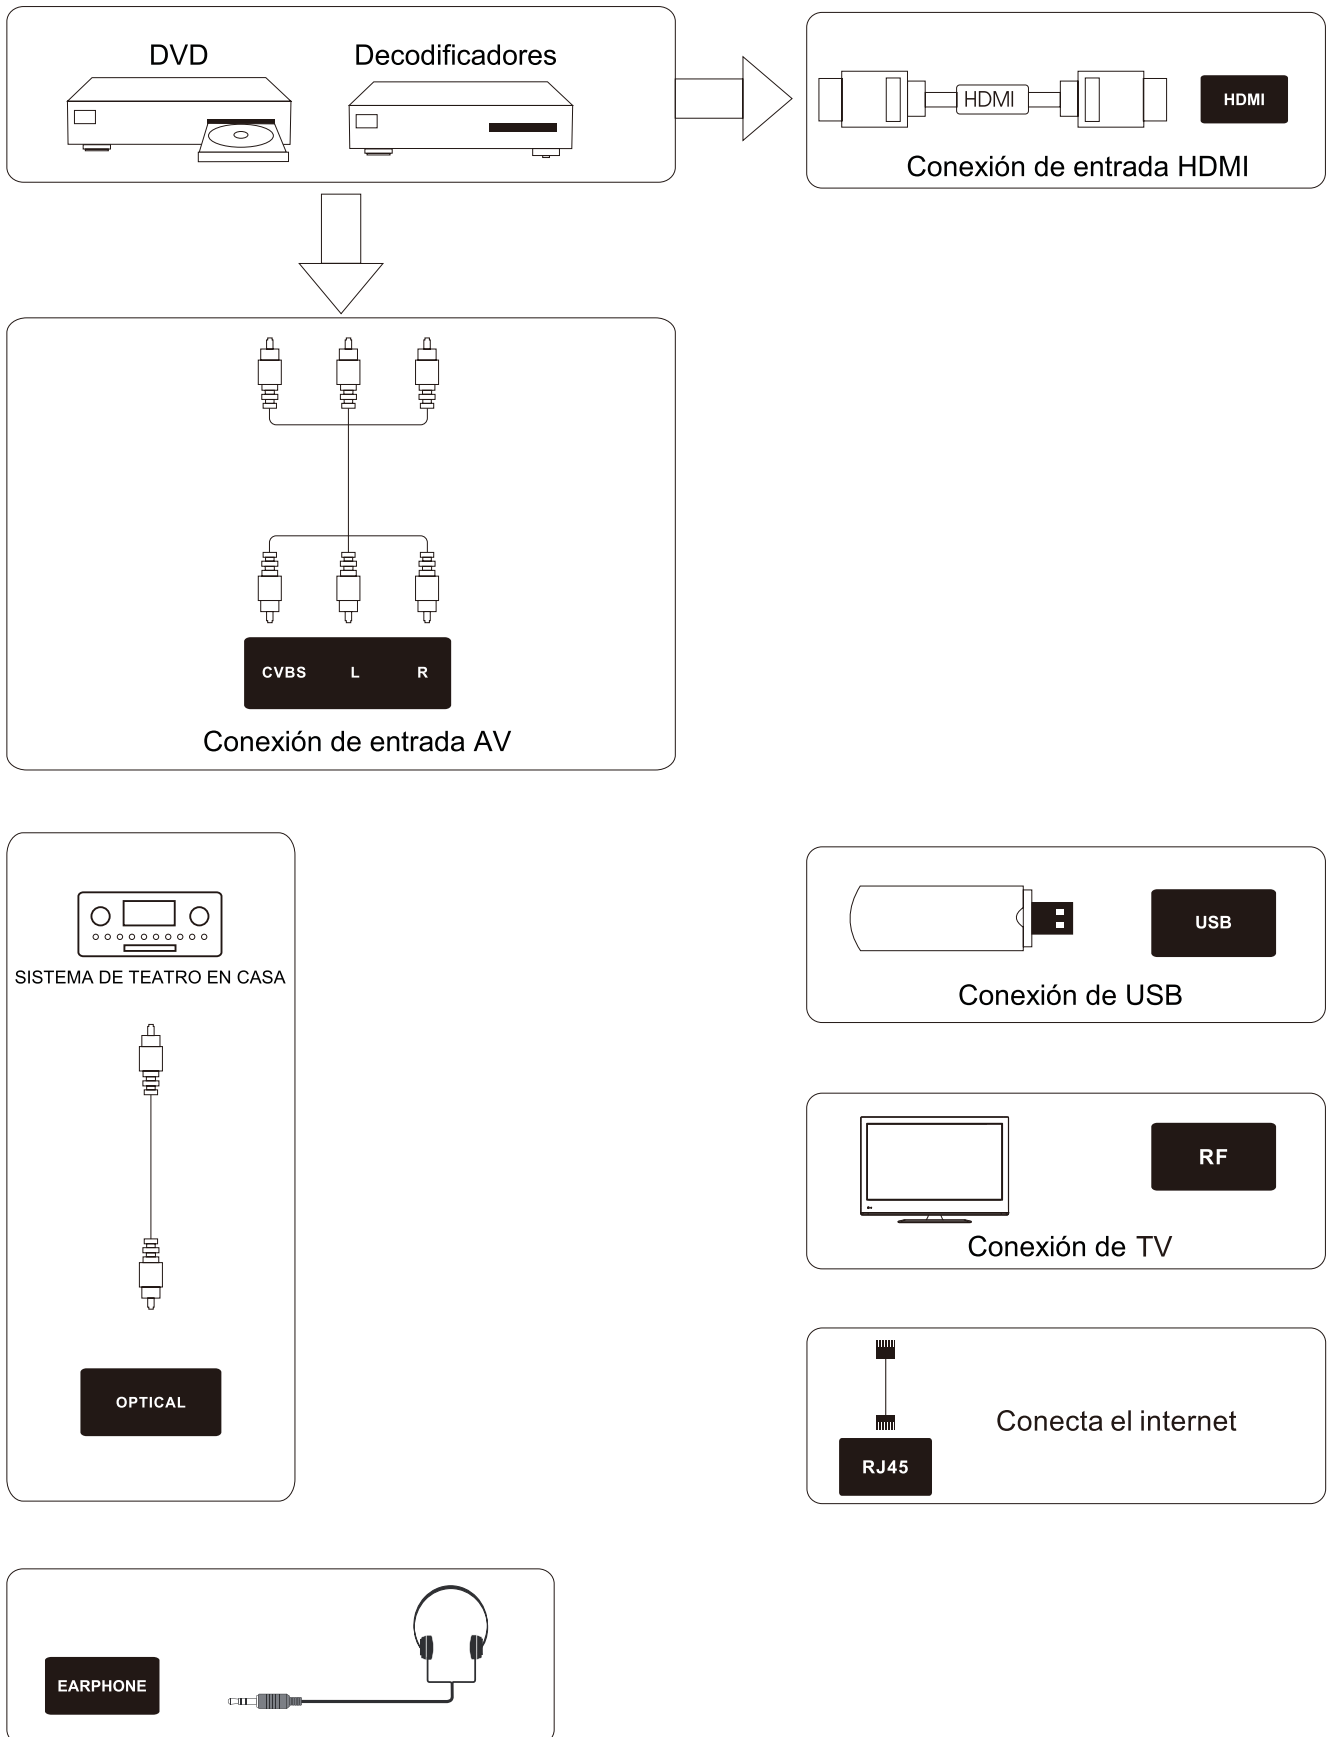 DVD
Decodificadores
HDMI
HDMI
Conexión de entrada HDMI
CVBS L R
Conexión de entrada AV
SISTEMA DE TEATRO EN CASA
OPTICAL
USB
Conexión de USB
RF
Conexión de TV
Conecta el internet
RJ45
EARPHONE